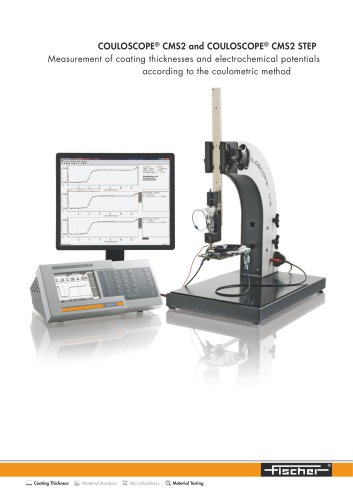 COULOSCOPE® CMS2 and COULOSCOPE® CMS2 STEP
Measurement of coating thicknesses and electrochemical potentials
according to the coulometric method
fischer®
Coating Thickness Material Analysis MicroHardness Material Testing